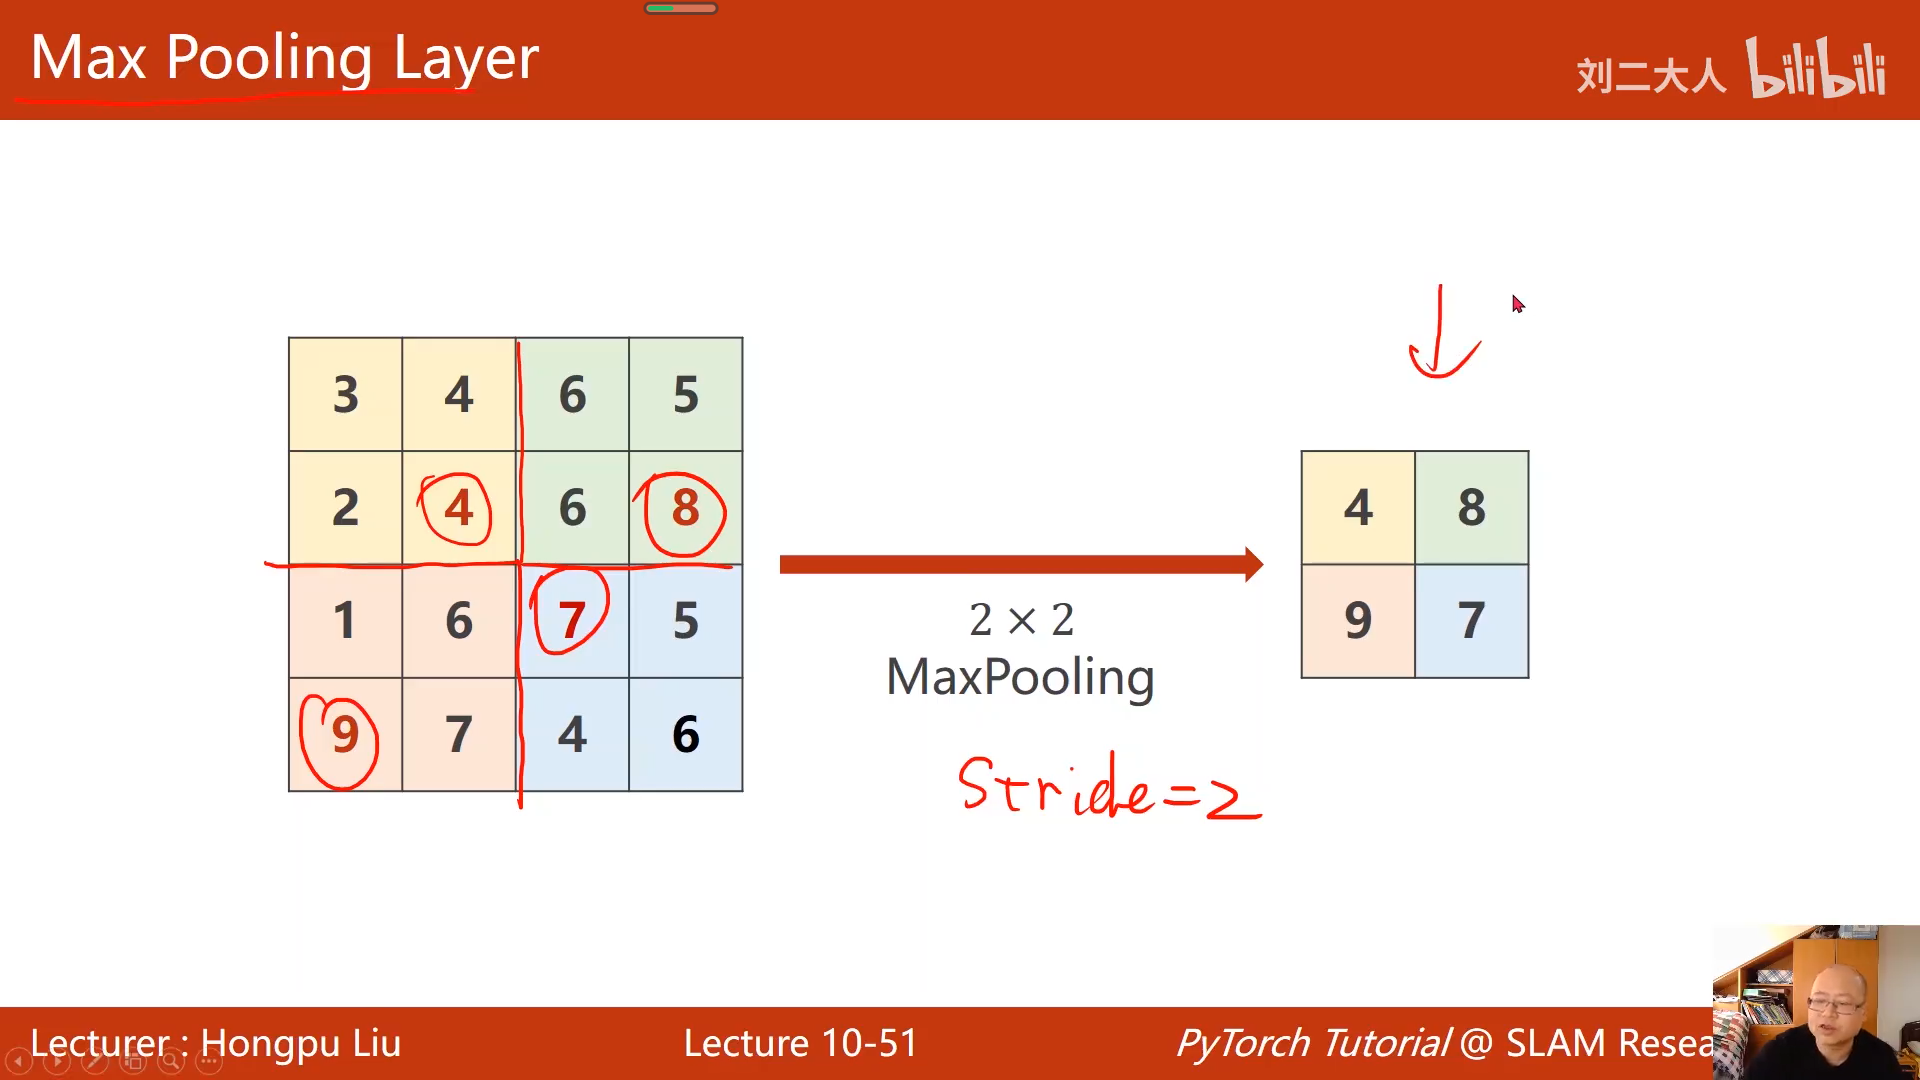 Max Pooling Layer
刘二大人 bilibili
3 4 6 5
2 4 6 8
1 6 7 5
9 7 4 6
2 × 2
MaxPooling
Stride=2
4 8
9 7
Lecturer : Hongpu Liu
Lecture 10-51
PyTorch Tutorial @ SLAM Resea